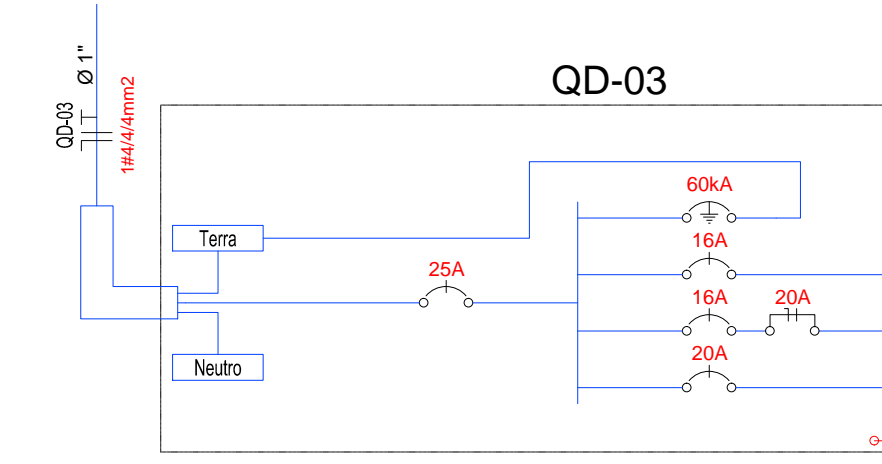 QD-03
Ø 1"
QD-03
1#4/4/4mm2
60kA
Terra
16A
25A
16A
20A
20A
Neutro